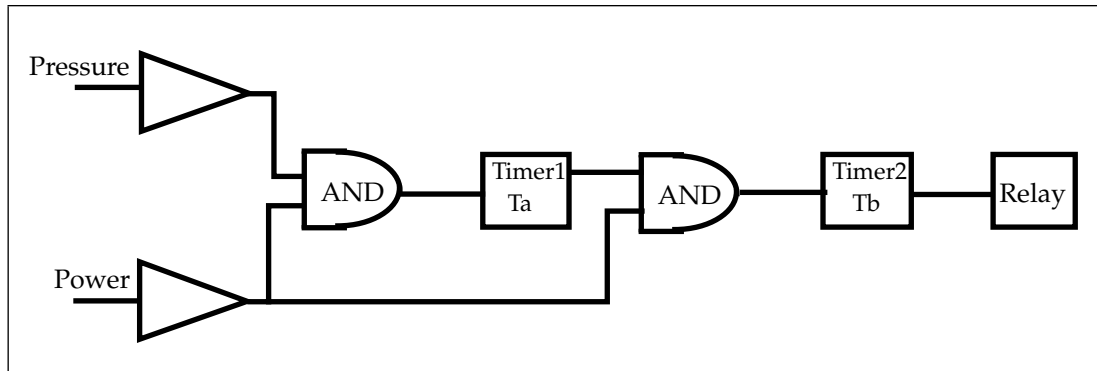 Pressure
AND
Timer1
Ta
AND
Timer2
Tb
Relay
Power